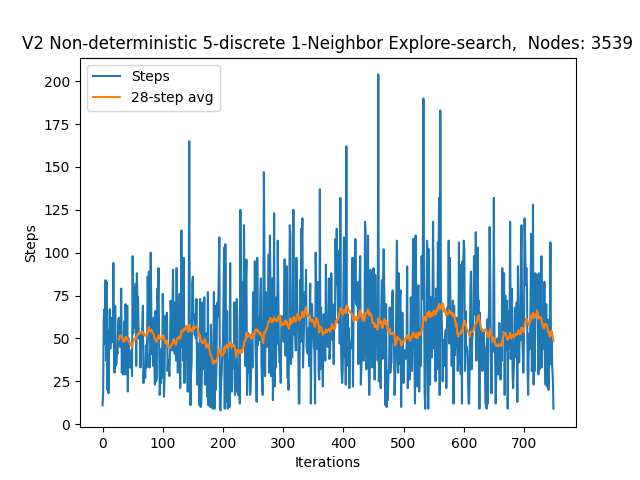 V2 Non-deterministic 5-discrete 1-Neighbor Explore-search,  Nodes: 3539
Steps
28-step avg
Steps
200
175
150
125
100
75
50
25
0
0 100 200 300 400 500 600 700
Iterations